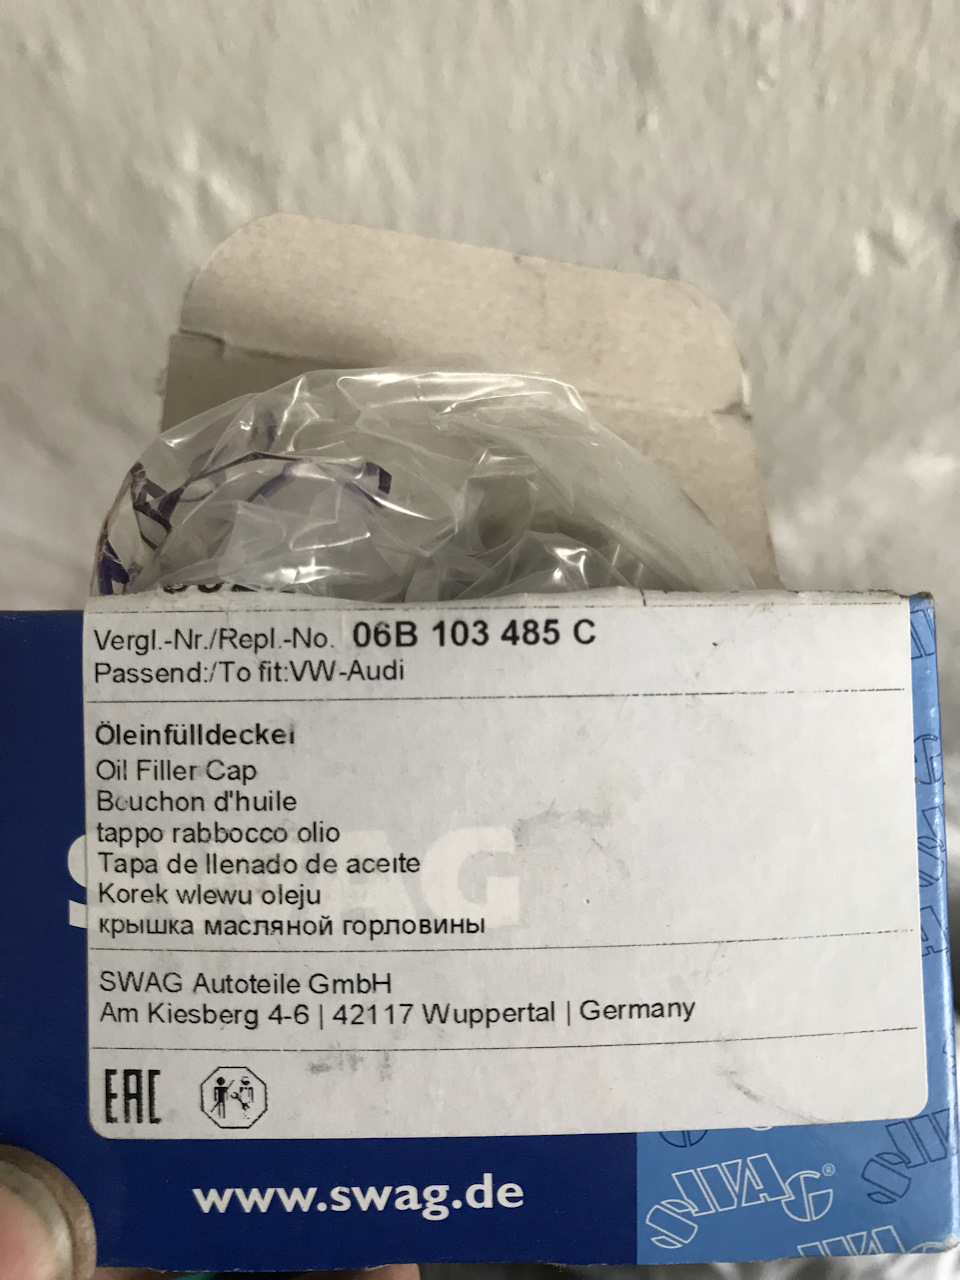 Vergl.-Nr./Repl.-No. 06B 103 485 C
Passend:/To fit:VW-Audi
Öleinfülldeckel
Oil Filler Cap
Bouchon d'huile
tappo rabbocco olio
Tapa de llenado de aceite
Korek wlewu oleju
крышка масляной горловины
SWAG
SWAG Autoteile GmbH
Am Kiesberg 4-6 | 42117 Wuppertal | Germany
EAC
www.swag.de
SWAG®